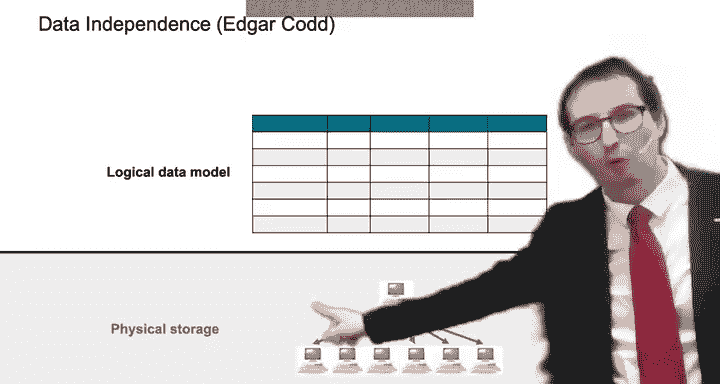 Data Independence (Edgar Codd)
Logical data model
Physical storage